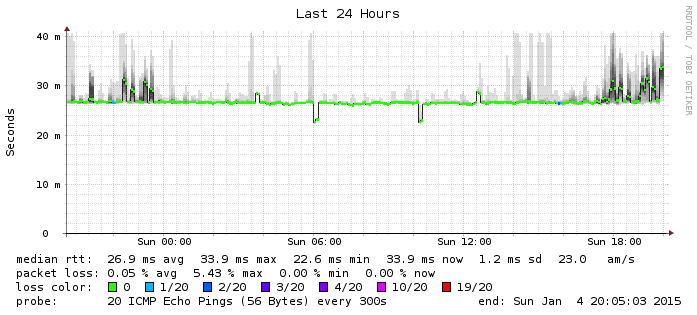 Last 24 Hours
RRDTOOL / TOBI OETIKER
Seconds
40 m
30 m
20 m
10 m
0
Sun 00:00 Sun 06:00 Sun 12:00 Sun 18:00
median rtt: 26.9 ms avg 33.9 ms max 22.6 ms min 33.9 ms now 1.2 ms sd 23.0 am/s
packet loss: 0.05 % avg 5.43 % max 0.00 % min 0.00 % now
loss color: 0 1/20 2/20 3/20 4/20 10/20 19/20
probe: 20 ICMP Echo Pings (56 Bytes) every 300s end: Sun Jan 4 20:05:03 2015